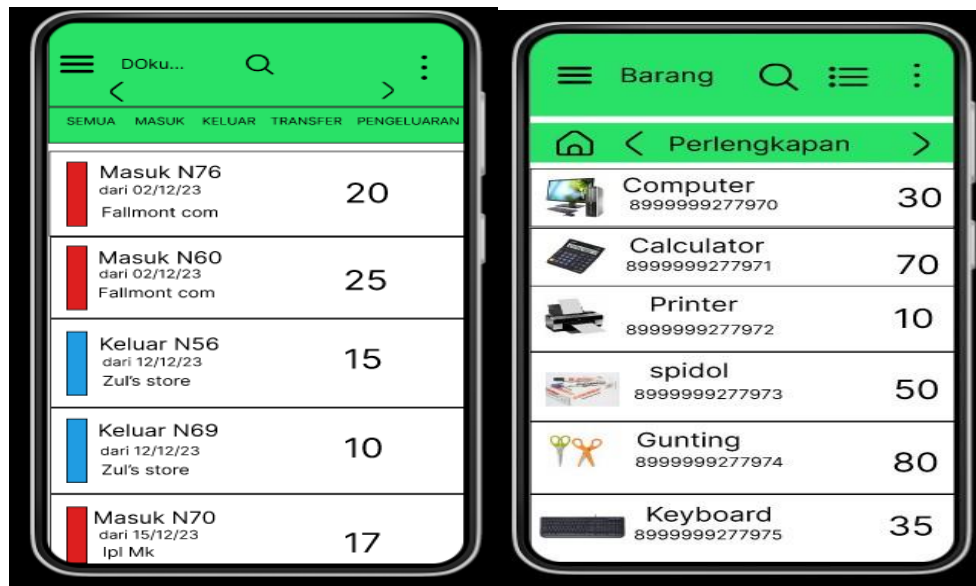 DOku...
SEMUA MASUK KELUAR TRANSFER PENGELUARAN
Masuk N76
dari 02/12/23
Fallmont com
20
Masuk N60
dari 02/12/23
Fallmont com
25
Keluar N56
dari 12/12/23
Zul's store
15
Keluar N69
dari 12/12/23
Zul's store
10
Masuk N70
dari 15/12/23
Ipl Mk
17
Barang
Perlengkapan
Computer
8999999277970
30
Calculator
8999999277971
70
Printer
8999999277972
10
spidol
8999999277973
50
Gunting
8999999277974
80
Keyboard
8999999277975
35